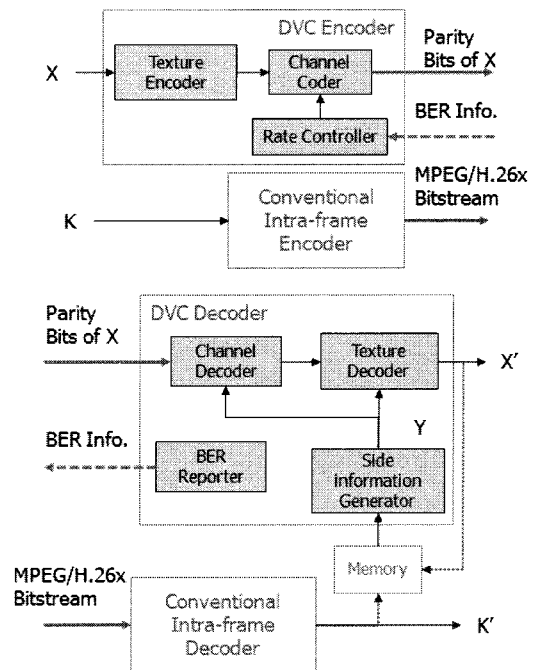 DVC Encoder
X
Texture
Encoder
Channel
Coder
Parity
Bits of X
Rate Controller
BER Info.
K
Conventional
Intra-frame
Encoder
MPEG/H.26x
Bitstream
Parity
Bits of X
DVC Decoder
Channel
Decoder
Texture
Decoder
X'
BER Info.
BER
Reporter
Y
Side
Information
Generator
Memory
MPEG/H.26x
Bitstream
Conventional
Intra-frame
Decoder
K'